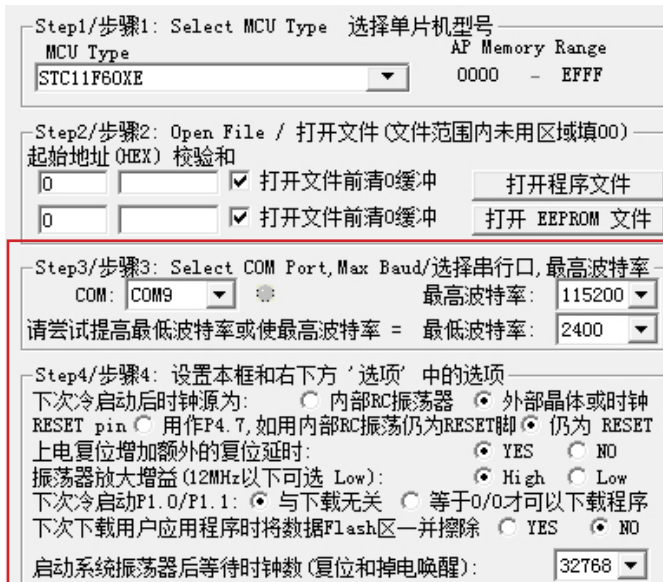 Step1/步骤1: Select MCU Type 选择单片机型号
MCU Type AP Memory Range
STC11F60XE 0000 - EFFF
Step2/步骤2: Open File / 打开文件(文件范围内未用区域填00)
起始地址(HEX) 校验和
0 打开文件前清0缓冲 打开程序文件
0 打开文件前清0缓冲 打开 EEPROM 文件
Step3/步骤3: Select COM Port,Max Baud/选择串行口,最高波特率
COM: COM9 最高波特率: 115200
请尝试提高最低波特率或使最高波特率 = 最低波特率: 2400
Step4/步骤4: 设置本框和右下方 '选项' 中的选项
下次冷启动后时钟源为: 内部RC振荡器 外部晶体或时钟
RESET pin 用作P4.7,如用内部RC振荡仍为RESET脚 仍为 RESET
上电复位增加额外的复位延时: YES NO
振荡器放大增益(12MHz以下可选 Low): High Low
下次冷启动P1.0/P1.1: 与下载无关 等于0/0才可以下载程序
下次下载用户应用程序时将数据Flash区一并擦除 YES NO
启动系统振荡器后等待时钟数(复位和掉电唤醒): 32768